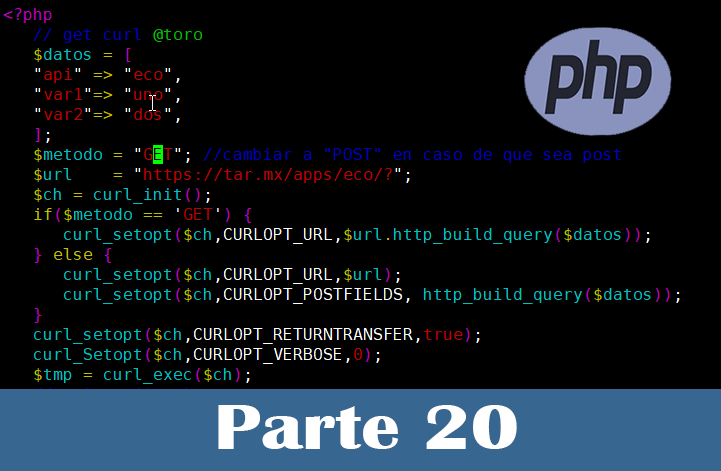 <?php
// get curl @toro
$datos = [
"api" => "eco",
"var1"=> "uno",
"var2"=> "dos",
];
$metodo = "GET"; //cambiar a "POST" en caso de que sea post
$url    = "https://tar.mx/apps/eco/?";
$ch = curl_init();
if($metodo == 'GET') {
curl_setopt($ch,CURLOPT_URL,$url.http_build_query($datos));
} else {
curl_setopt($ch,CURLOPT_URL,$url);
curl_setopt($ch,CURLOPT_POSTFIELDS, http_build_query($datos));
}
curl_setopt($ch,CURLOPT_RETURNTRANSFER,true);
curl_Setopt($ch,CURLOPT_VERBOSE,0);
$tmp = curl_exec($ch);
php
Parte 20